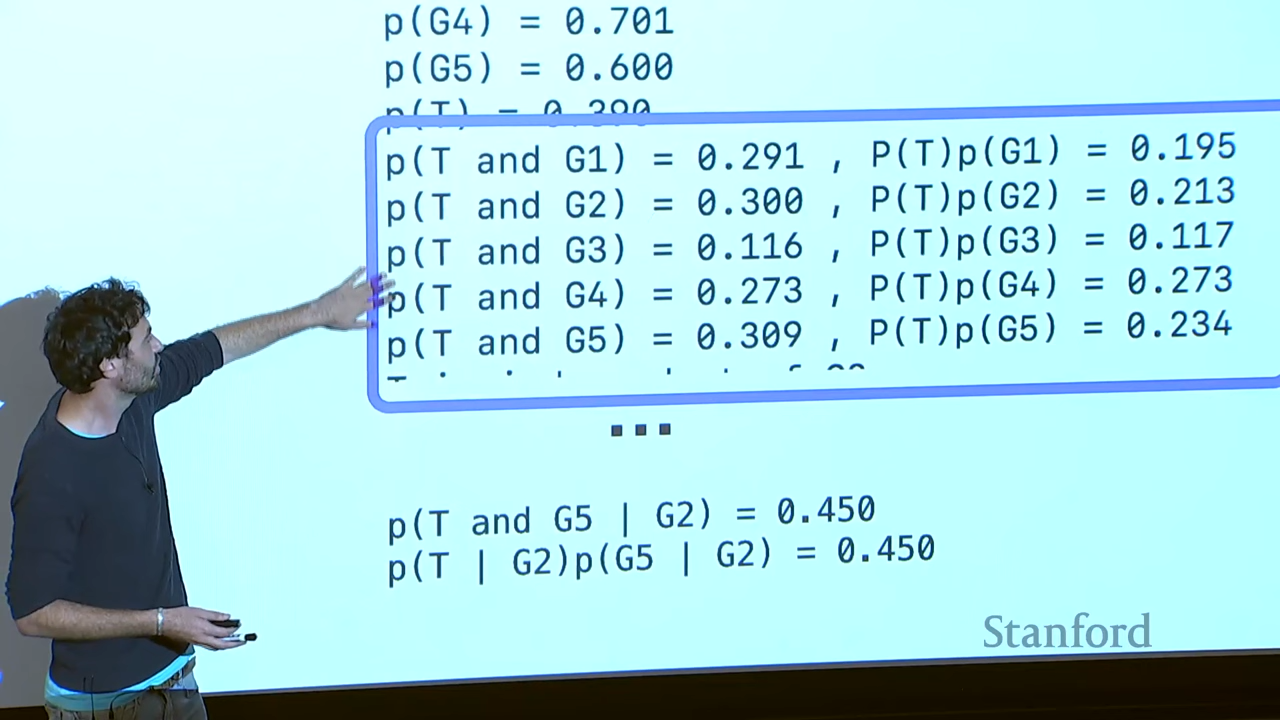 p(G4) = 0.701
p(G5) = 0.600
p(T) = 0.390
p(T and G1) = 0.291 , P(T)p(G1) = 0.195
p(T and G2) = 0.300 , P(T)p(G2) = 0.213
p(T and G3) = 0.116 , P(T)p(G3) = 0.117
p(T and G4) = 0.273 , P(T)p(G4) = 0.273
p(T and G5) = 0.309 , P(T)p(G5) = 0.234
...
p(T and G5 | G2) = 0.450
p(T | G2)p(G5 | G2) = 0.450
Stanford